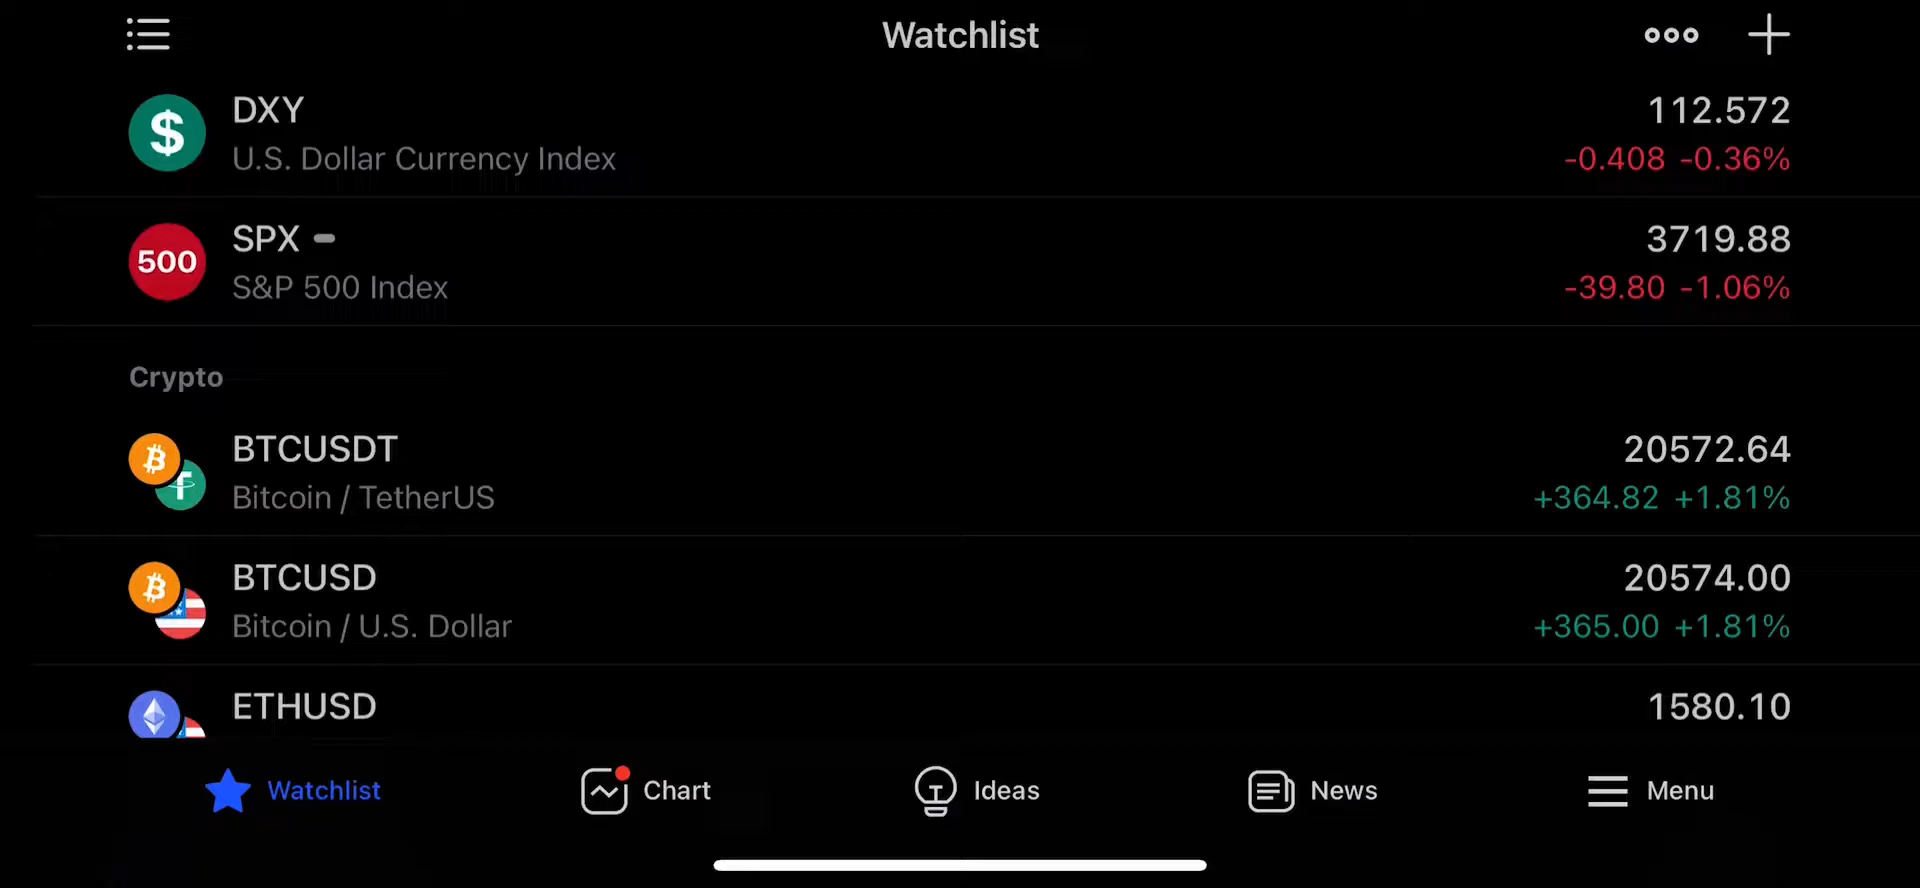 Watchlist
$
DXY
112.572
U.S. Dollar Currency Index
-0.408 -0.36%
500
SPX
3719.88
S&P 500 Index
-39.80 -1.06%
Crypto
BTCUSDT
20572.64
Bitcoin / TetherUS
+364.82 +1.81%
BTCUSD
20574.00
Bitcoin / U.S. Dollar
+365.00 +1.81%
ETHUSD
1580.10
Watchlist
Chart
Ideas
News
Menu